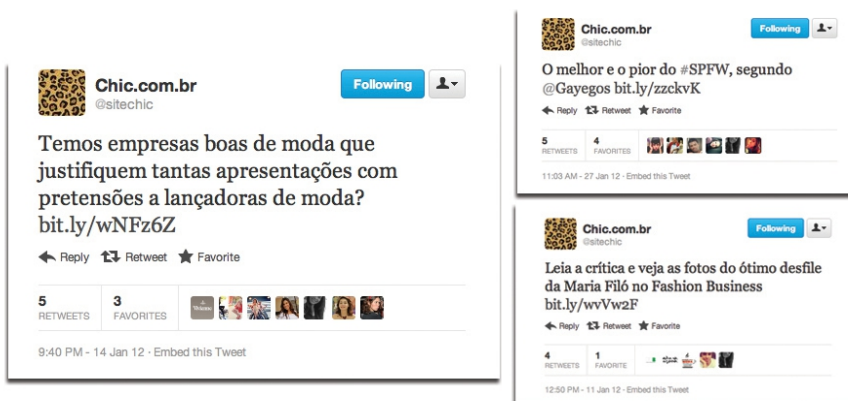 Chic.com.br
@sitechic
Following
Temos empresas boas de moda que
justifiquem tantas apresentações com
pretensões a lançadoras de moda?
bit.ly/wNFz6Z
Reply Retweet Favorite
5 3
RETWEETS FAVORITES
9:40 PM - 14 Jan 12 · Embed this Tweet
Chic.com.br
@sitechic
Following
O melhor e o pior do #SPFW, segundo
@Gayegos bit.ly/zzckvK
Reply Retweet Favorite
5 4
RETWEETS FAVORITES
11:03 AM - 27 Jan 12 · Embed this Tweet
Chic.com.br
@sitechic
Following
Leia a crítica e veja as fotos do ótimo desfile
da Maria Filó no Fashion Business
bit.ly/wvVw2F
Reply Retweet Favorite
4 1
RETWEETS FAVORITE
12:50 PM - 11 Jan 12 · Embed this Tweet